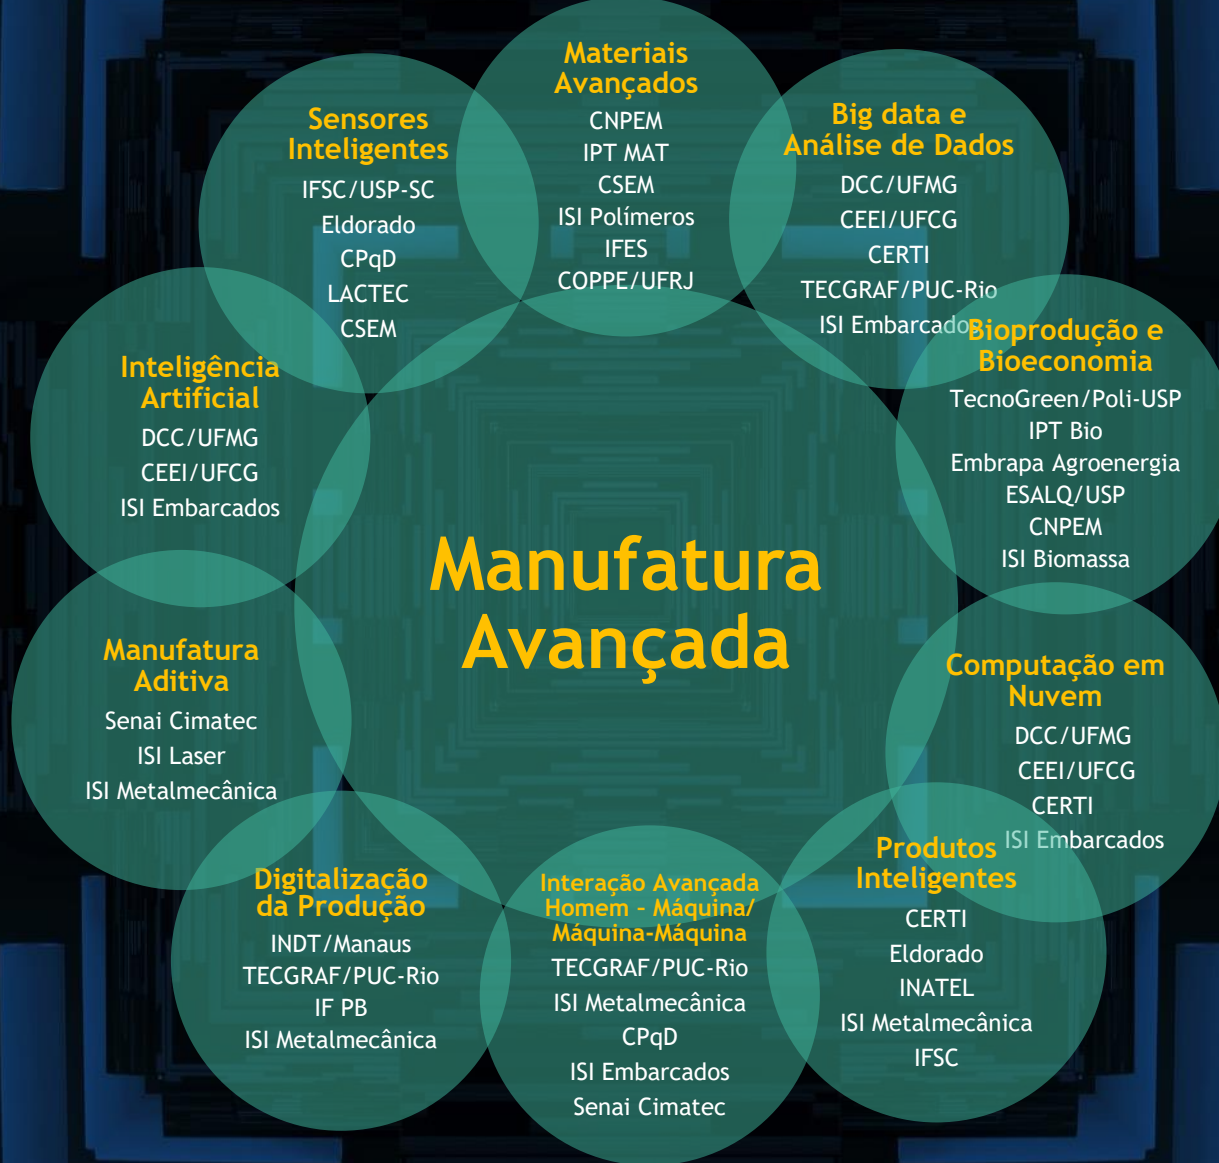 Materiais
Avançados
CNPEM
IPT MAT
CSEM
ISI Polímeros
IFES
COPPE/UFRJ
Big data e
Análise de Dados
DCC/UFMG
CEEI/UFCG
CERTI
TECGRAF/PUC-Rio
ISI Embarcados
Bioprodução e
Bioeconomia
TecnoGreen/Poli-USP
IPT Bio
Embrapa Agroenergia
ESALQ/USP
CNPEM
ISI Biomassa
Computação em
Nuvem
DCC/UFMG
CEEI/UFCG
CERTI
ISI Embarcados
Produtos
Inteligentes
CERTI
Eldorado
INATEL
ISI Metalmecânica
IFSC
Interação Avançada
Homem - Máquina/
Máquina-Máquina
TECGRAF/PUC-Rio
ISI Metalmecânica
CPqD
ISI Embarcados
Senai Cimatec
Digitalização
da Produção
INDT/Manaus
TECGRAF/PUC-Rio
IF PB
ISI Metalmecânica
Manufatura
Aditiva
Senai Cimatec
ISI Laser
ISI Metalmecânica
Inteligência
Artificial
DCC/UFMG
CEEI/UFCG
ISI Embarcados
Sensores
Inteligentes
IFSC/USP-SC
Eldorado
CPqD
LACTEC
CSEM
Manufatura
Avançada